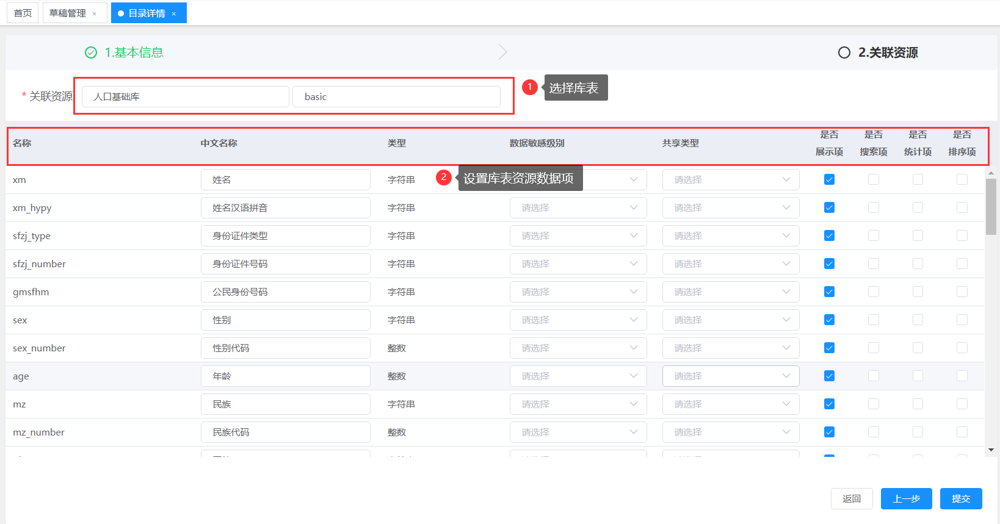 首页 草稿管理 × 目录详情 ×
1.基本信息 2.关联资源
* 关联资源 人口基础库 basic 1 选择库表
名称 中文名称 类型 数据敏感级别 共享类型 是否展示项 是否搜索项 是否统计项 是否排序项
2 设置库表资源数据项
xm 姓名 字符串 请选择
xm_hypy 姓名汉语拼音 字符串 请选择 请选择
sfzj_type 身份证件类型 字符串 请选择 请选择
sfzj_number 身份证件号码 字符串 请选择 请选择
gmsfhm 公民身份号码 字符串 请选择 请选择
sex 性别 字符串 请选择 请选择
sex_number 性别代码 整数 请选择 请选择
age 年龄 整数 请选择 请选择
mz 民族 字符串 请选择 请选择
mz_number 民族代码 整数 请选择 请选择
返回 上一步 提交